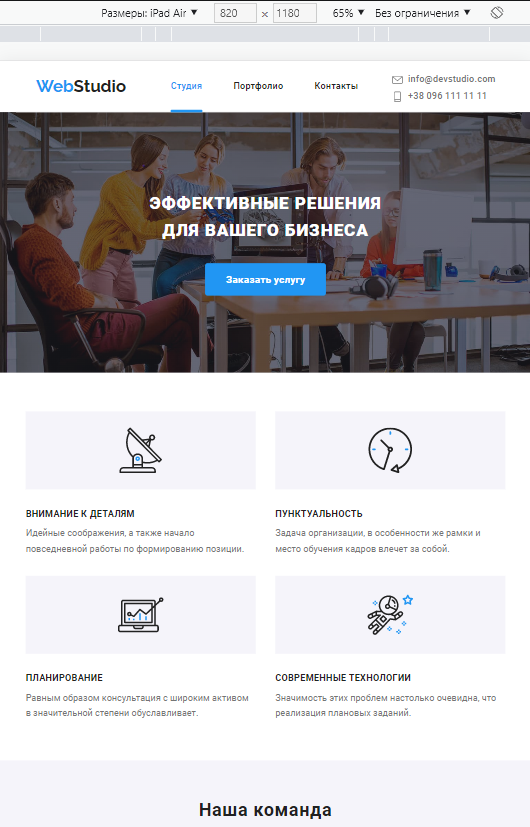 Размеры: iPad Air ▼ 820 × 1180 65% ▼ Без ограничения ▼
WebStudio
Студия
Портфолио
Контакты
info@devstudio.com
+38 096 111 11 11
ЭФФЕКТИВНЫЕ РЕШЕНИЯ
ДЛЯ ВАШЕГО БИЗНЕСА
Заказать услугу
ВНИМАНИЕ К ДЕТАЛЯМ
Идейные соображения, а также начало
повседневной работы по формированию позиции.
ПУНКТУАЛЬНОСТЬ
Задача организации, в особенности же рамки и
место обучения кадров влечет за собой.
ПЛАНИРОВАНИЕ
Равным образом консультация с широким активом
в значительной степени обуславливает.
СОВРЕМЕННЫЕ ТЕХНОЛОГИИ
Значимость этих проблем настолько очевидна, что
реализация плановых заданий.
Наша команда